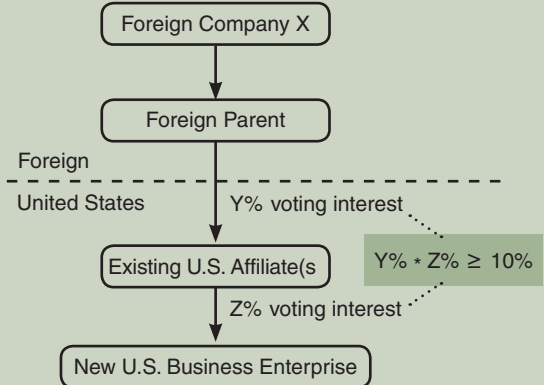 Foreign Company X
Foreign Parent
Foreign
United States
Y% voting interest
Existing U.S. Affiliate(s
Y% * Z% ≥ 10%
Z% voting interest
New U.S. Business Enterprise